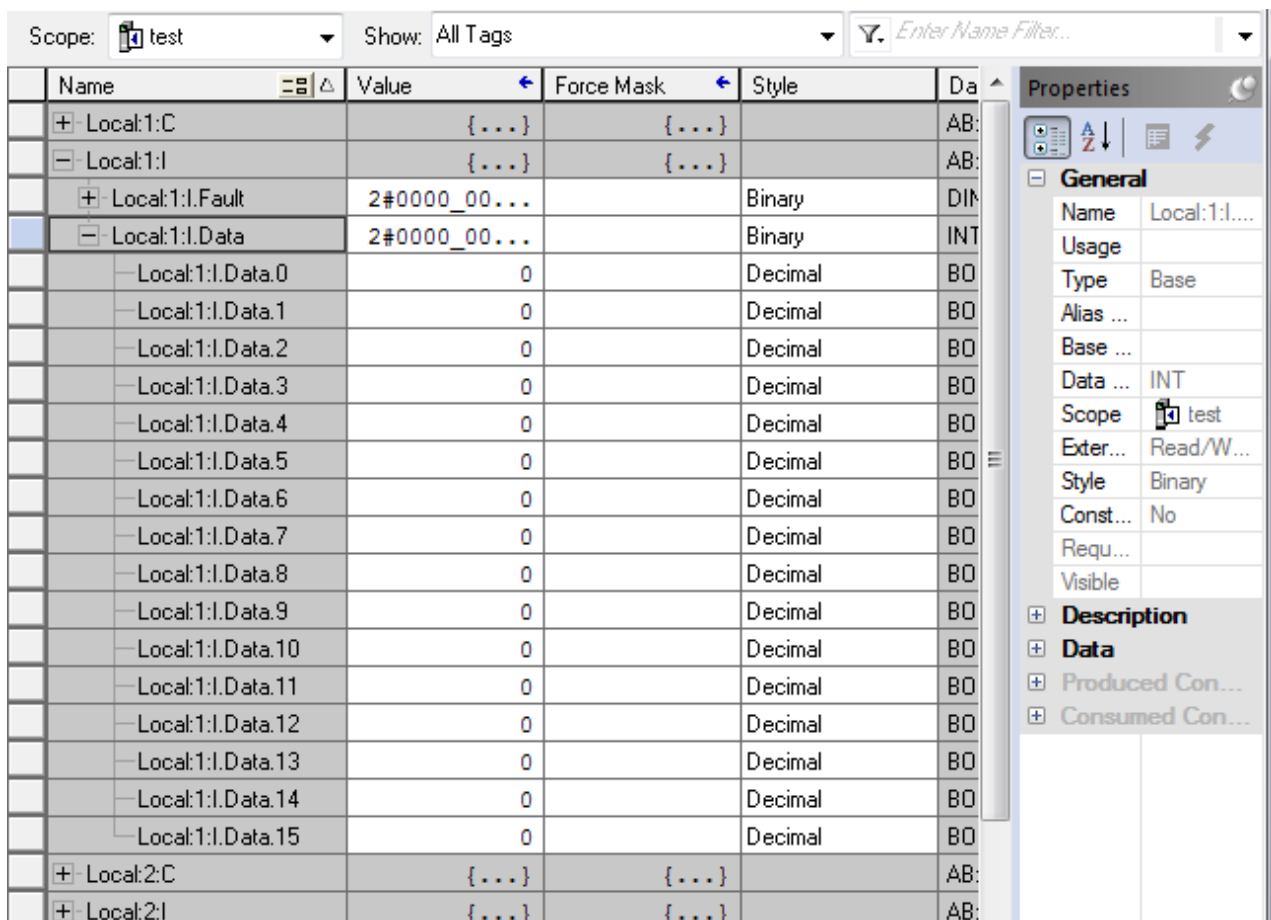 Scope: test Show: All Tags Enter Name Filter...
Name Value Force Mask Style Da
Local:1:C {...} {...} AB:
Local:1:I {...} {...} AB:
Local:1:I.Fault 2#0000_00... Binary DIN
Local:1:I.Data 2#0000_00... Binary INT
Local:1:I.Data.0 0 Decimal BO
Local:1:I.Data.1 0 Decimal BO
Local:1:I.Data.2 0 Decimal BO
Local:1:I.Data.3 0 Decimal BO
Local:1:I.Data.4 0 Decimal BO
Local:1:I.Data.5 0 Decimal BO
Local:1:I.Data.6 0 Decimal BO
Local:1:I.Data.7 0 Decimal BO
Local:1:I.Data.8 0 Decimal BO
Local:1:I.Data.9 0 Decimal BO
Local:1:I.Data.10 0 Decimal BO
Local:1:I.Data.11 0 Decimal BO
Local:1:I.Data.12 0 Decimal BO
Local:1:I.Data.13 0 Decimal BO
Local:1:I.Data.14 0 Decimal BO
Local:1:I.Data.15 0 Decimal BO
Local:2:C {...} {...} AB:
Local:2:I {...} {...} AB:
Properties
General
Name Local:1:I....
Usage
Type Base
Alias ...
Base ...
Data ... INT
Scope test
Exter... Read/W...
Style Binary
Const... No
Requ...
Visible
Description
Data
Produced Con...
Consumed Con...